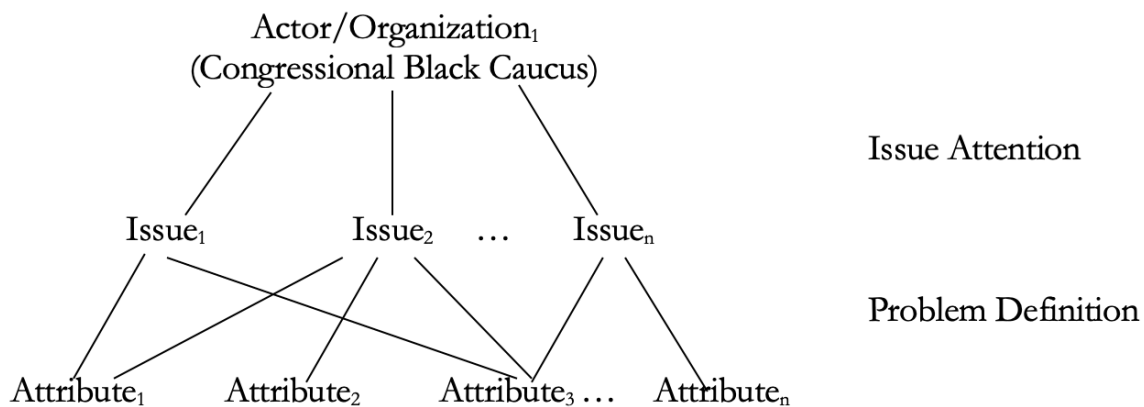 Actor/Organization₁
(Congressional Black Caucus)
Issue Attention
Issue₁ Issue₂ … Issueₙ
Problem Definition
Attribute₁ Attribute₂ Attribute₃ … Attributeₙ